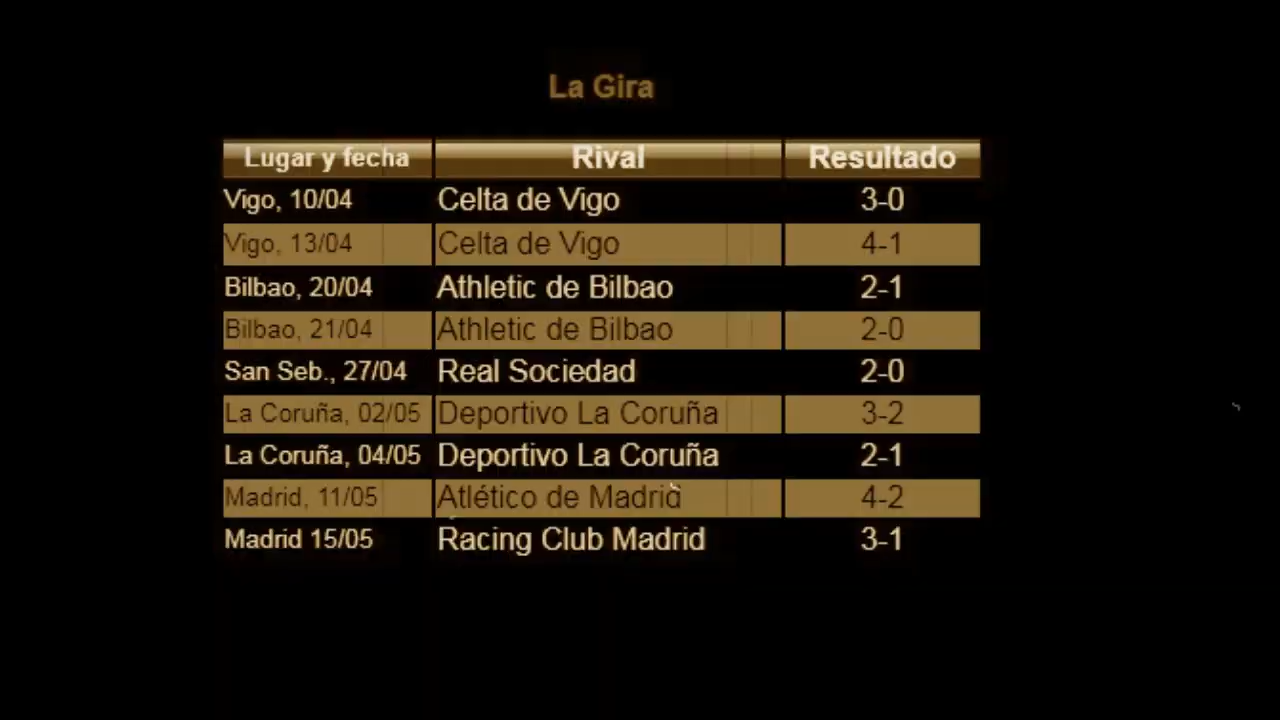 La Gira
Lugar y fecha Rival Resultado
Vigo, 10/04 Celta de Vigo 3-0
Vigo, 13/04 Celta de Vigo 4-1
Bilbao, 20/04 Athletic de Bilbao 2-1
Bilbao, 21/04 Athletic de Bilbao 2-0
San Seb., 27/04 Real Sociedad 2-0
La Coruña, 02/05 Deportivo La Coruña 3-2
La Coruña, 04/05 Deportivo La Coruña 2-1
Madrid, 11/05 Atlético de Madrid 4-2
Madrid 15/05 Racing Club Madrid 3-1